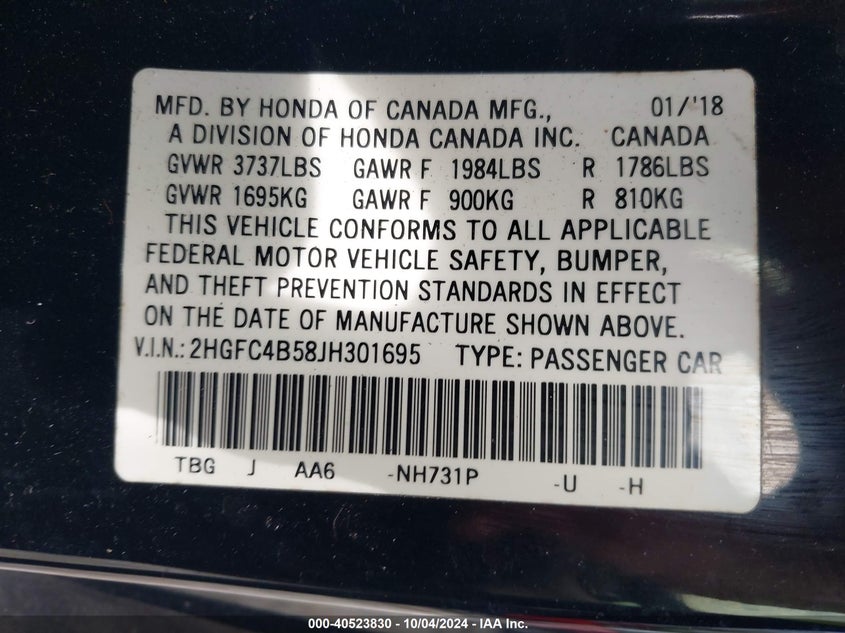 MFD. BY HONDA OF CANADA MFG., 01/'18
A DIVISION OF HONDA CANADA INC. CANADA
GVWR 3737LBS GAWR F 1984LBS R 1786LBS
GVWR 1695KG GAWR F 900KG R 810KG
THIS VEHICLE CONFORMS TO ALL APPLICABLE
FEDERAL MOTOR VEHICLE SAFETY, BUMPER,
AND THEFT PREVENTION STANDARDS IN EFFECT
ON THE DATE OF MANUFACTURE SHOWN ABOVE.
V.I.N.: 2HGFC4B58JH301695 TYPE: PASSENGER CAR
TBG J AA6 -NH731P -U -H
000-40523830 - 10/04/2024 - IAA Inc.